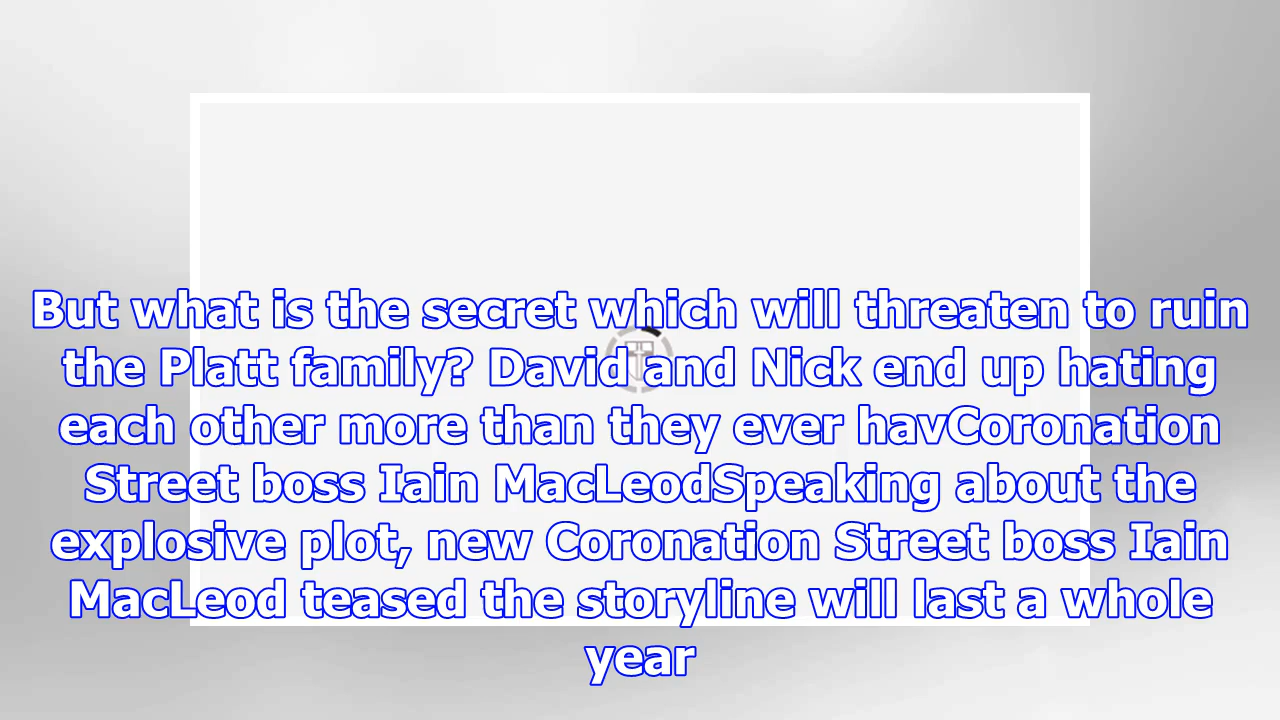 But what is the secret which will threaten to ruin
the Platt family? David and Nick end up hating
each other more than they ever havCoronation
Street boss Iain MacLeodSpeaking about the
explosive plot, new Coronation Street boss Iain
MacLeod teased the storyline will last a whole
year